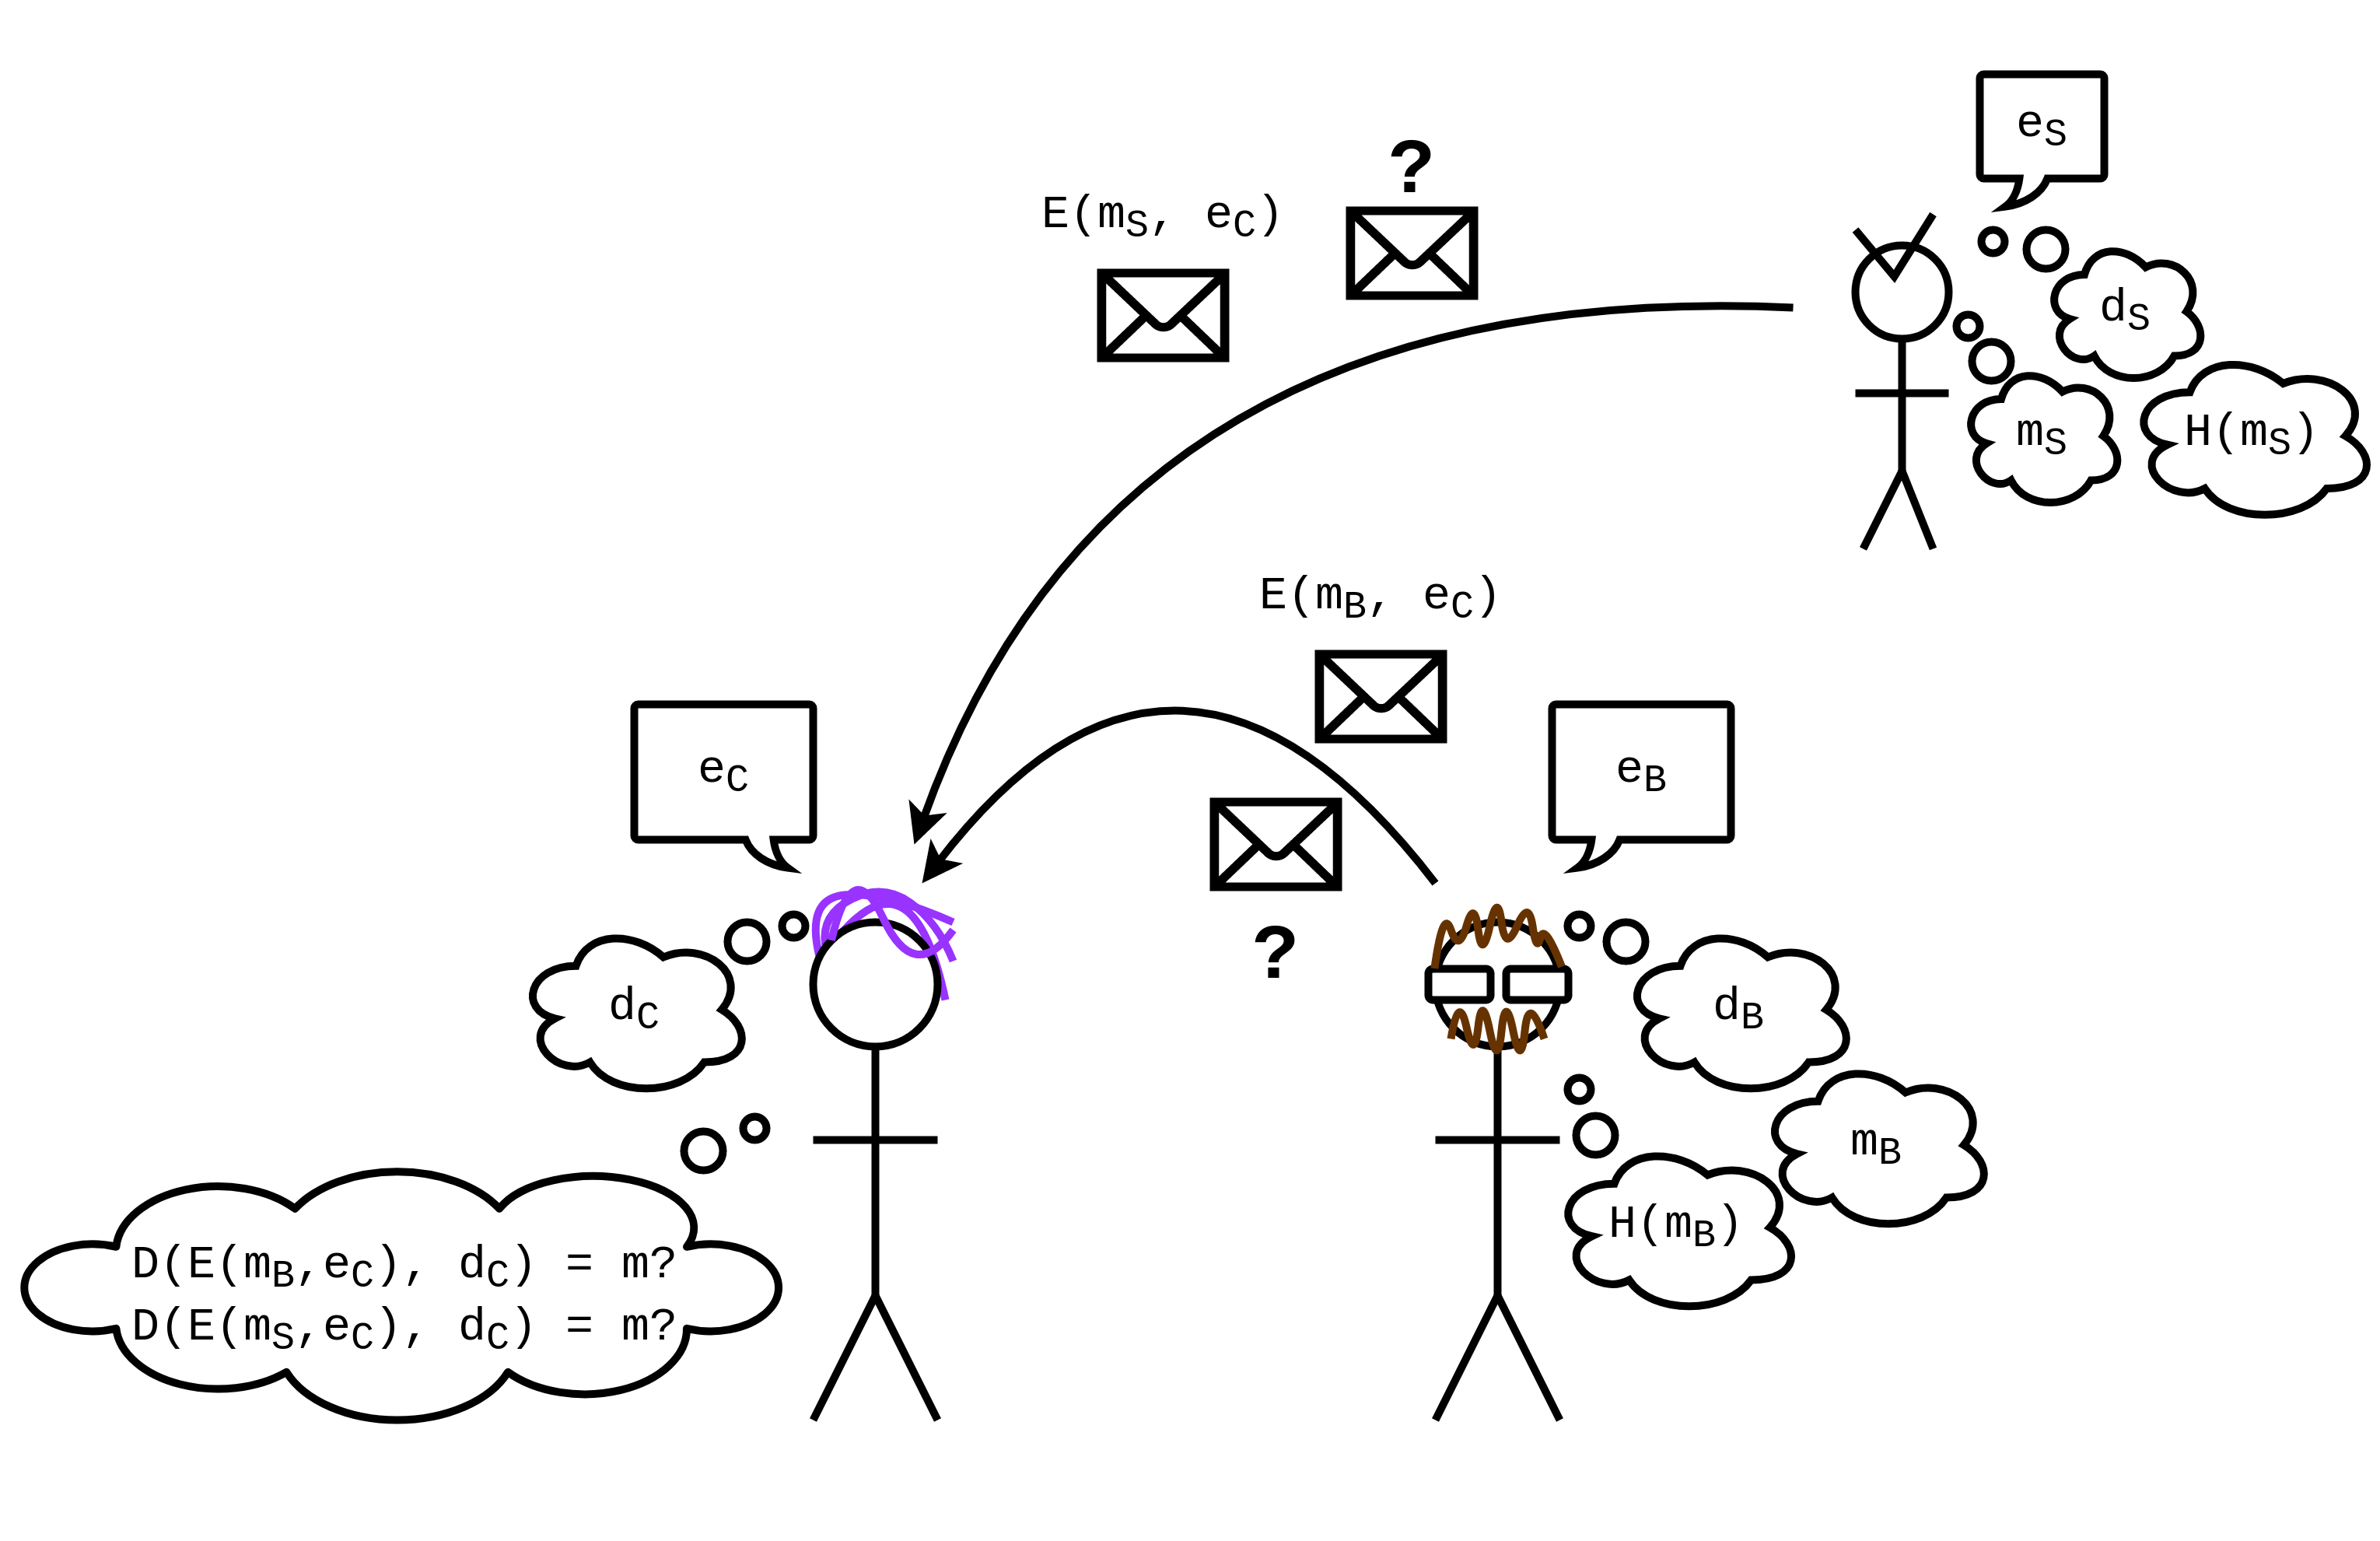 e_S
?
E(m_S, e_C)
d_S
m_S
H(m_S)
E(m_B, e_C)
e_C
e_B
?
d_C
d_B
m_B
H(m_B)
D(E(m_B,e_C), d_C) = m?
D(E(m_S,e_C), d_C) = m?